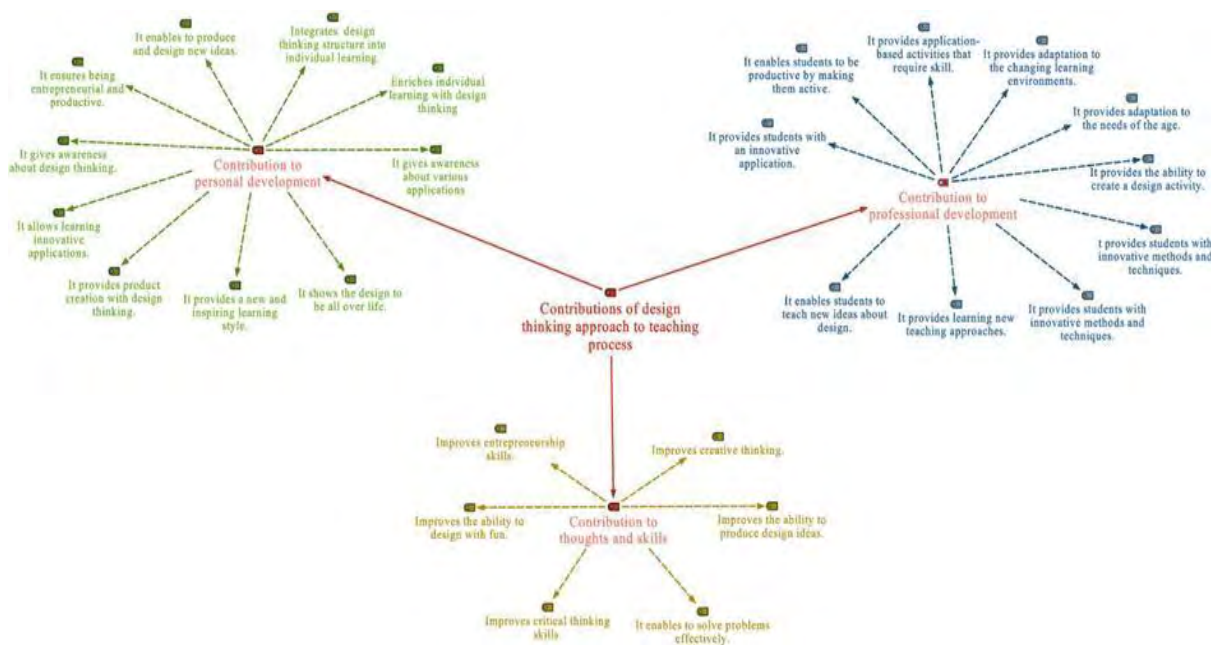 It enables to produce
and design new ideas.
Integrates design
thinking structure into
individual learning.
It ensures being
entrepreneurial and
productive.
Enriches individual
learning with design
thinking
It gives awareness
about design thinking.
It gives awareness
about various
applications
Contribution to
personal development
It allows learning
innovative
applications.
It provides product
creation with design
thinking.
It provides a new and
inspiring learning
style.
It shows the design to
be all over life.
It provides application-
based activities that
require skill.
It enables students to
be productive by making
them active.
It provides adaptation to
the changing learning
environments.
It provides students with
an innovative
application.
It provides adaptation to
the needs of the age.
It provides the ability to
create a design activity.
Contribution to
professional development
t provides students with
innovative methods and
techniques.
It enables students to
teach new ideas about
design.
It provides learning new
teaching approaches.
It provides students with
innovative methods and
techniques.
Contributions of design
thinking approach to teaching
process
Improves entrepreneurship
skills.
Improves creative thinking.
Improves the ability to
design with fun.
Contribution to
thoughts and skills
Improves the ability to
produce design ideas.
Improves critical thinking
skills
It enables to solve problems
effectively.